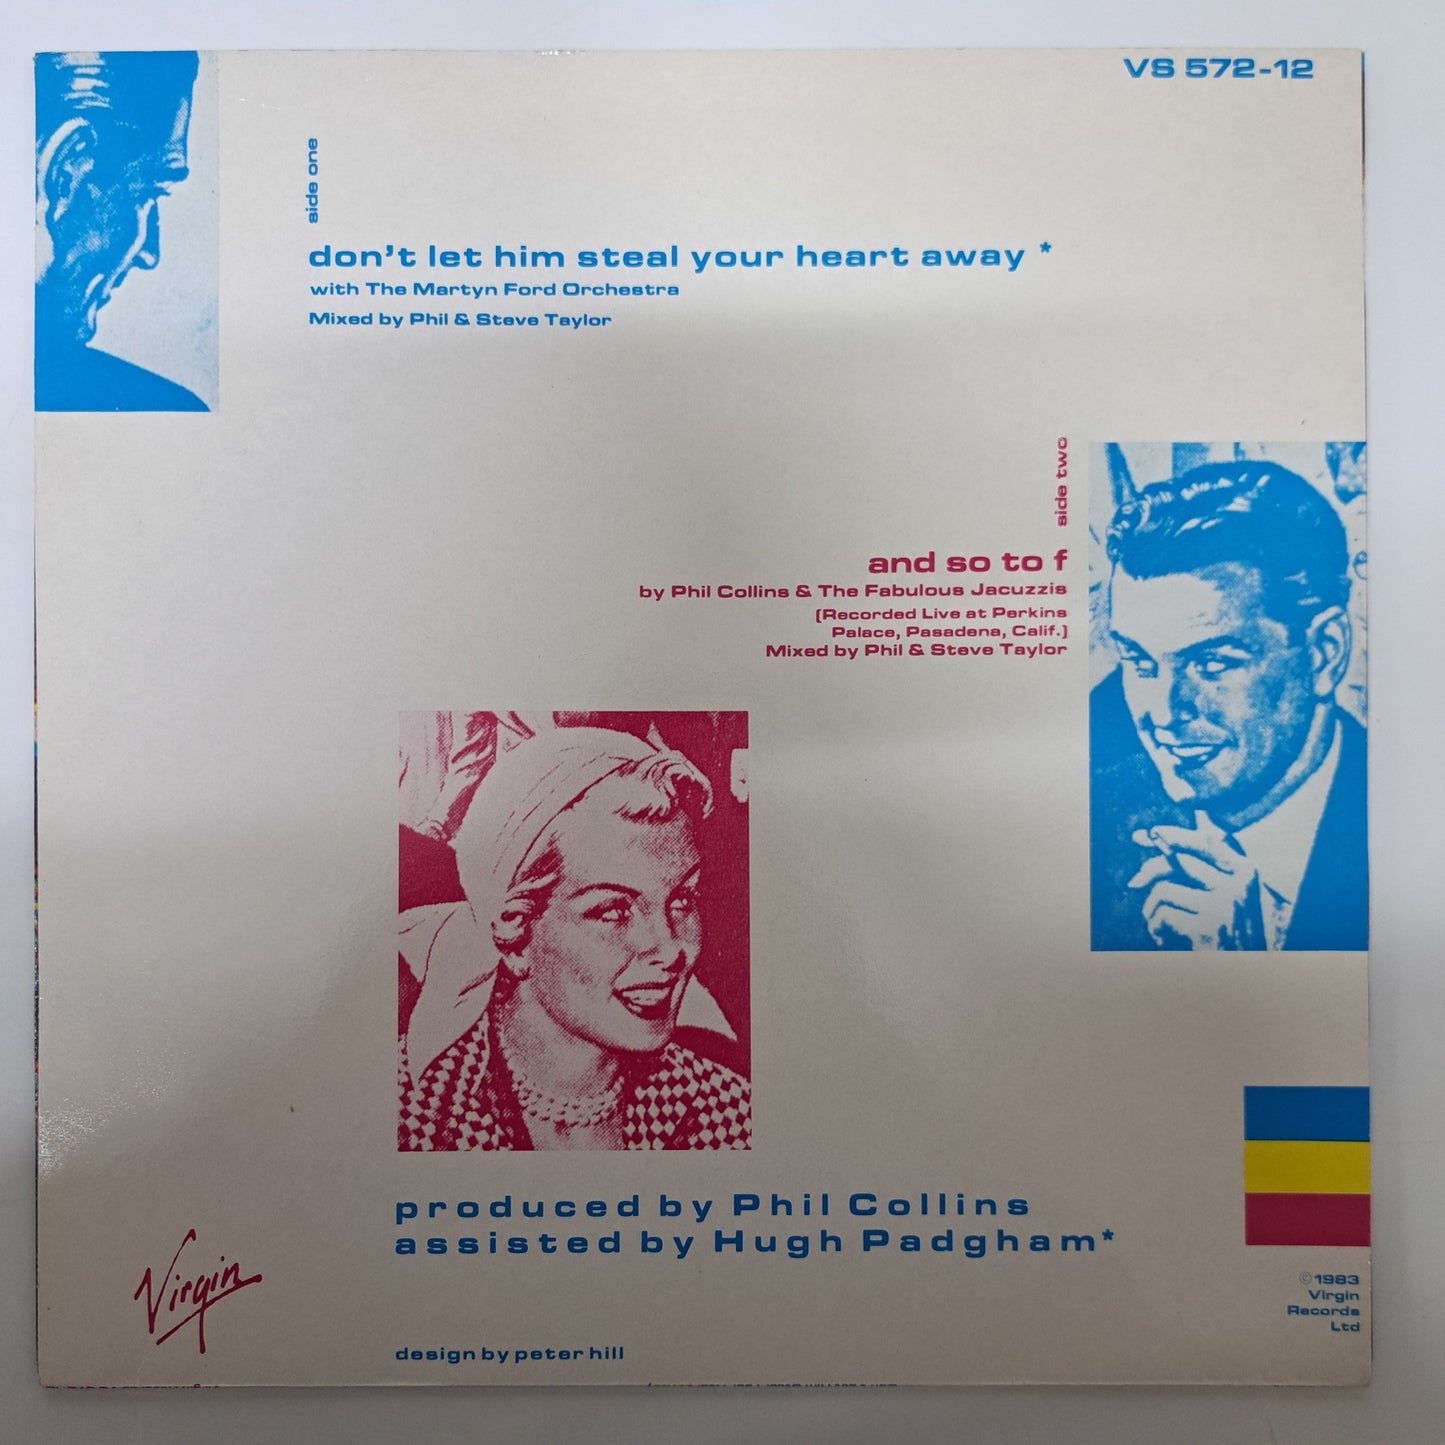 VS 572-12
side one
don't let him steal your heart away *
with The Martyn Ford Orchestra
Mixed by Phil & Steve Taylor
side two
and so to f
by Phil Collins & The Fabulous Jacuzzis
(Recorded Live at Perkins
Palace, Pasadena, Calif.)
Mixed by Phil & Steve Taylor
produced by Phil Collins
assisted by Hugh Padgham*
Virgin
©1983
Virgin
Records
Ltd
design by peter hill